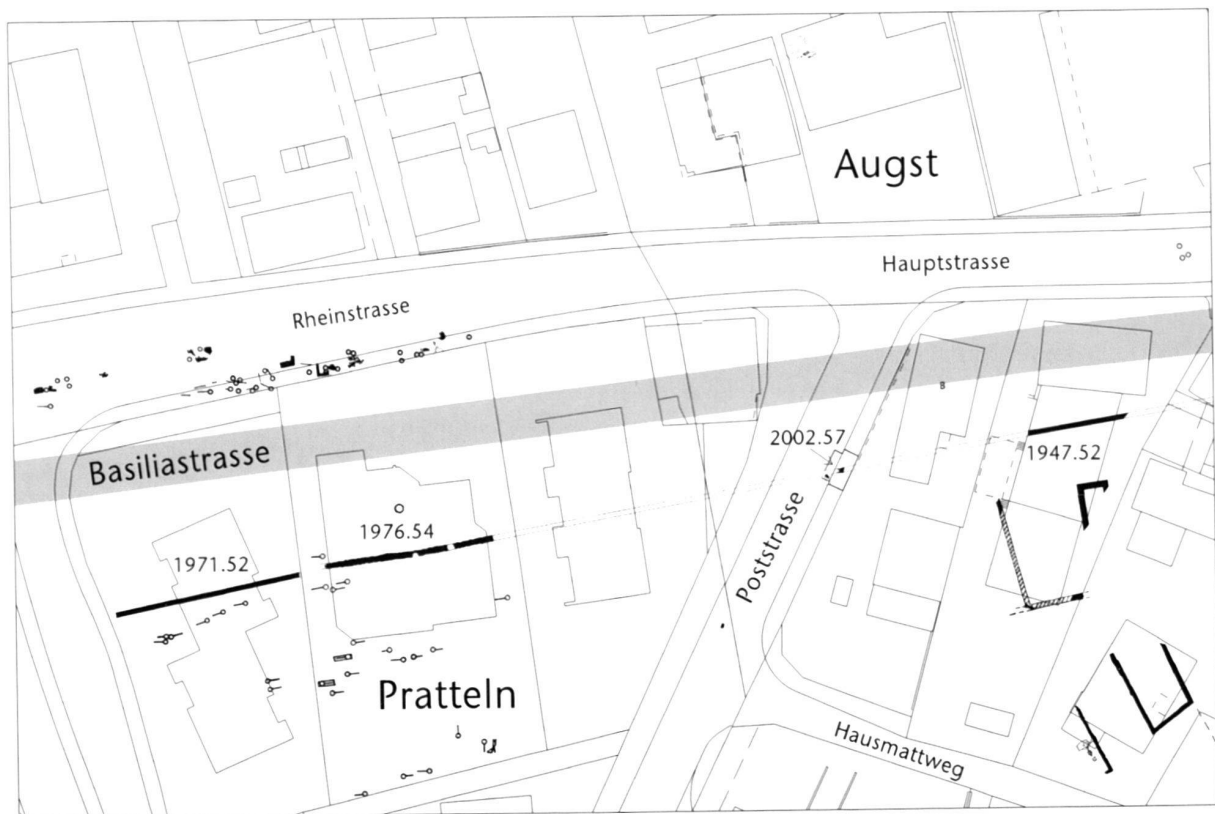 Augst
Hauptstrasse
Rheinstrasse
Basiliastrasse
2002.57
1947.52
1976.54
1971.52
Poststrasse
Pratteln
Hausmattweg